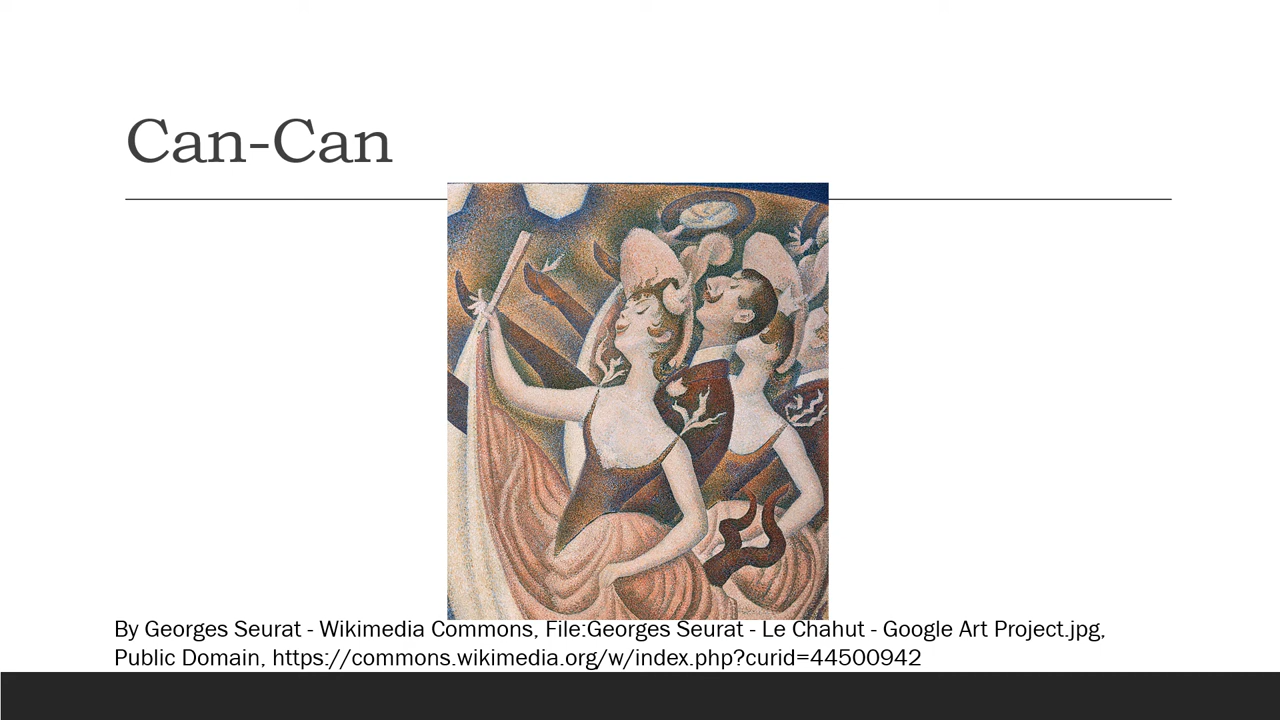 Can-Can
By Georges Seurat - Wikimedia Commons, File:Georges Seurat - Le Chahut - Google Art Project.jpg,
Public Domain, https://commons.wikimedia.org/w/index.php?curid=44500942